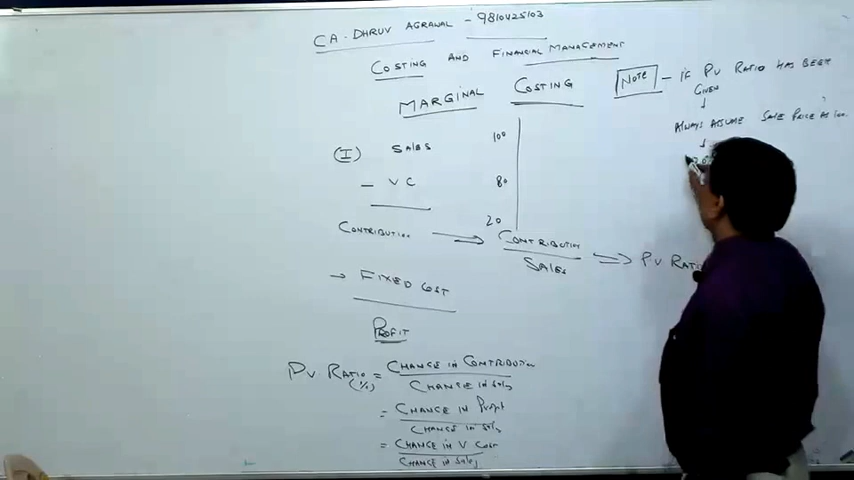 CA. DHRUV AGRAWAL - 9810425103
COSTING AND FINANCIAL MANAGEMENT
MARGINAL COSTING
NOTE - IF PV RATIO HAS BEEN
GIVEN
↓
ALWAYS ASSUME SALE PRICE AS 100.
↓
(I) SALES 100
- VC 80
CONTRIBUTION → 20
CONTRIBUTION
SALES
⇒ PV RATIO
→ FIXED COST
PROFIT
PV RATIO (%) = CHANGE IN CONTRIBUTION
CHANGE IN Sales
= CHANGE IN Profit
CHANGE IN Sales
= CHANGE IN V COST
CHANGE IN Sales